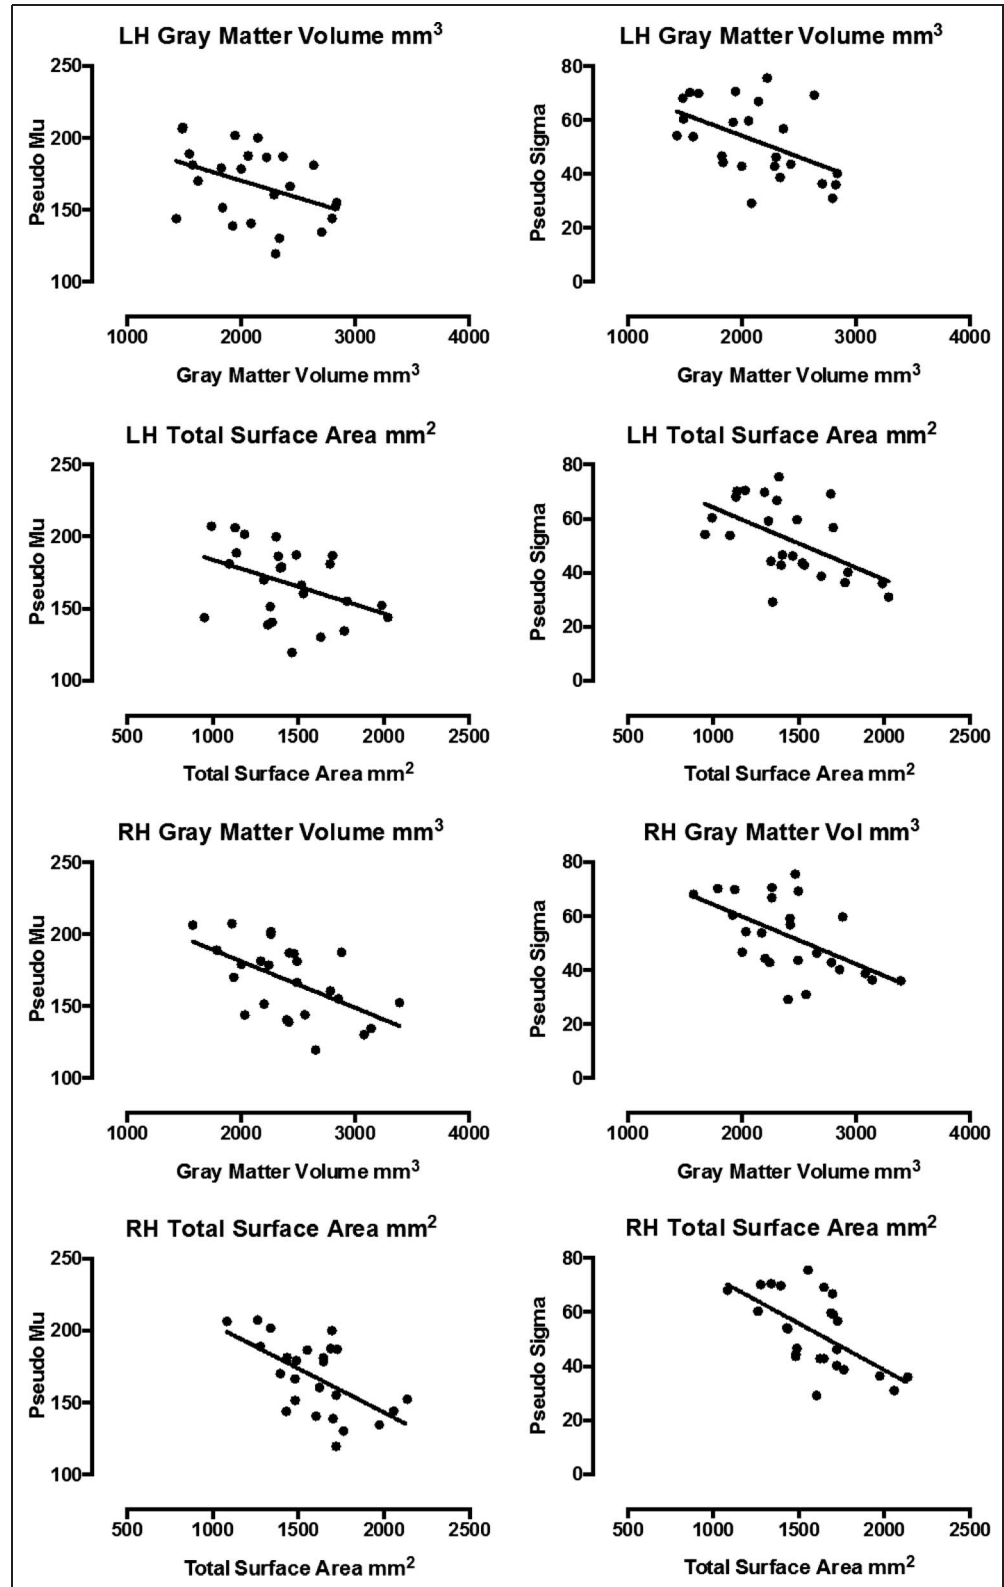 LH Gray Matter Volume mm³
250
200
150
100
Pseudo Mu
1000 2000 3000 4000
Gray Matter Volume mm³
LH Gray Matter Volume mm³
80
60
40
20
0
Pseudo Sigma
1000 2000 3000 4000
Gray Matter Volume mm³
LH Total Surface Area mm²
250
200
150
100
Pseudo Mu
500 1000 1500 2000 2500
Total Surface Area mm²
LH Total Surface Area mm²
80
60
40
20
0
Pseudo Sigma
500 1000 1500 2000 2500
Total Surface Area mm²
RH Gray Matter Volume mm³
250
200
150
100
Pseudo Mu
1000 2000 3000 4000
Gray Matter Volume mm³
RH Gray Matter Vol mm³
80
60
40
20
0
Pseudo Sigma
1000 2000 3000 4000
Gray Matter Volume mm³
RH Total Surface Area mm²
250
200
150
100
Pseudo Mu
500 1000 1500 2000 2500
Total Surface Area mm²
RH Total Surface Area mm²
80
60
40
20
0
Pseudo Sigma
500 1000 1500 2000 2500
Total Surface Area mm²